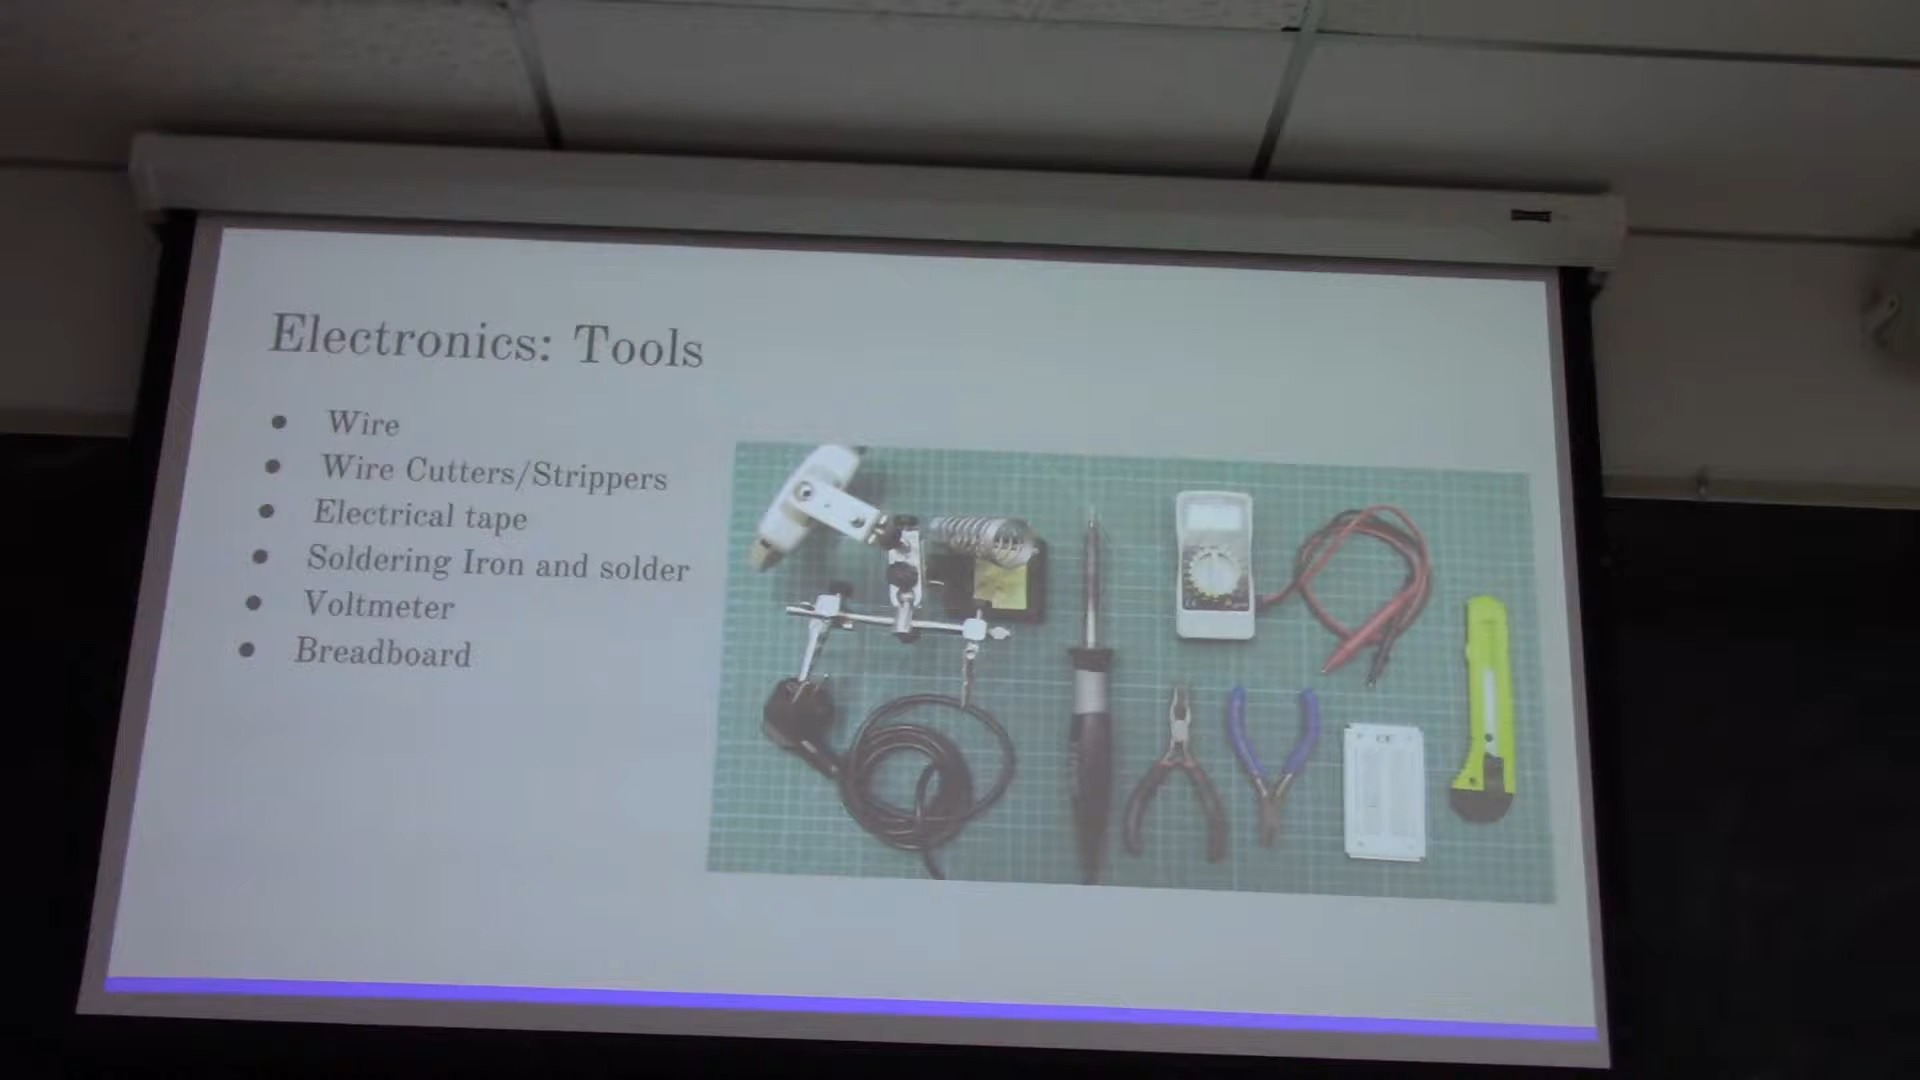 Electronics: Tools
● Wire
● Wire Cutters/Strippers
● Electrical tape
● Soldering Iron and solder
● Voltmeter
● Breadboard